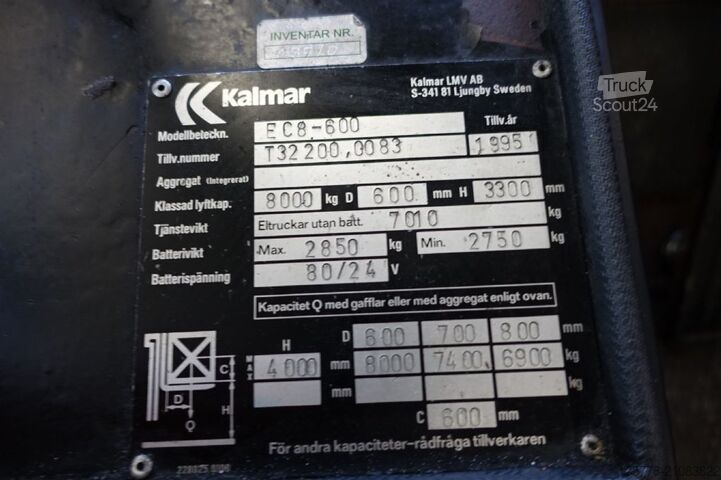 INVENTAR NR.
Truck
Scout24
Kalmar
Kalmar LMV AB
S-341 81 Ljungby Sweden
Modellbeteckn. EC8-600 Tillv.år
Tillv.nummer T32200,0083 1995
Aggregat (Integrerat)
Klassad lyftkap. 8000 kg D 600 mm H 3300 mm
Tjänstevikt Eltruckar utan batt. 7010 kg
Batterivikt Max. 2850 kg Min. 2750 kg
Batterispänning 80/24 V
Kapacitet Q med gafflar eller med aggregat enligt ovan.
H D 600 700 800 mm
MAX 4000 mm 8000 7400 6900 kg
mm kg
C D H Q
C 600 mm
För andra kapaciteter-rådfråga tillverkaren